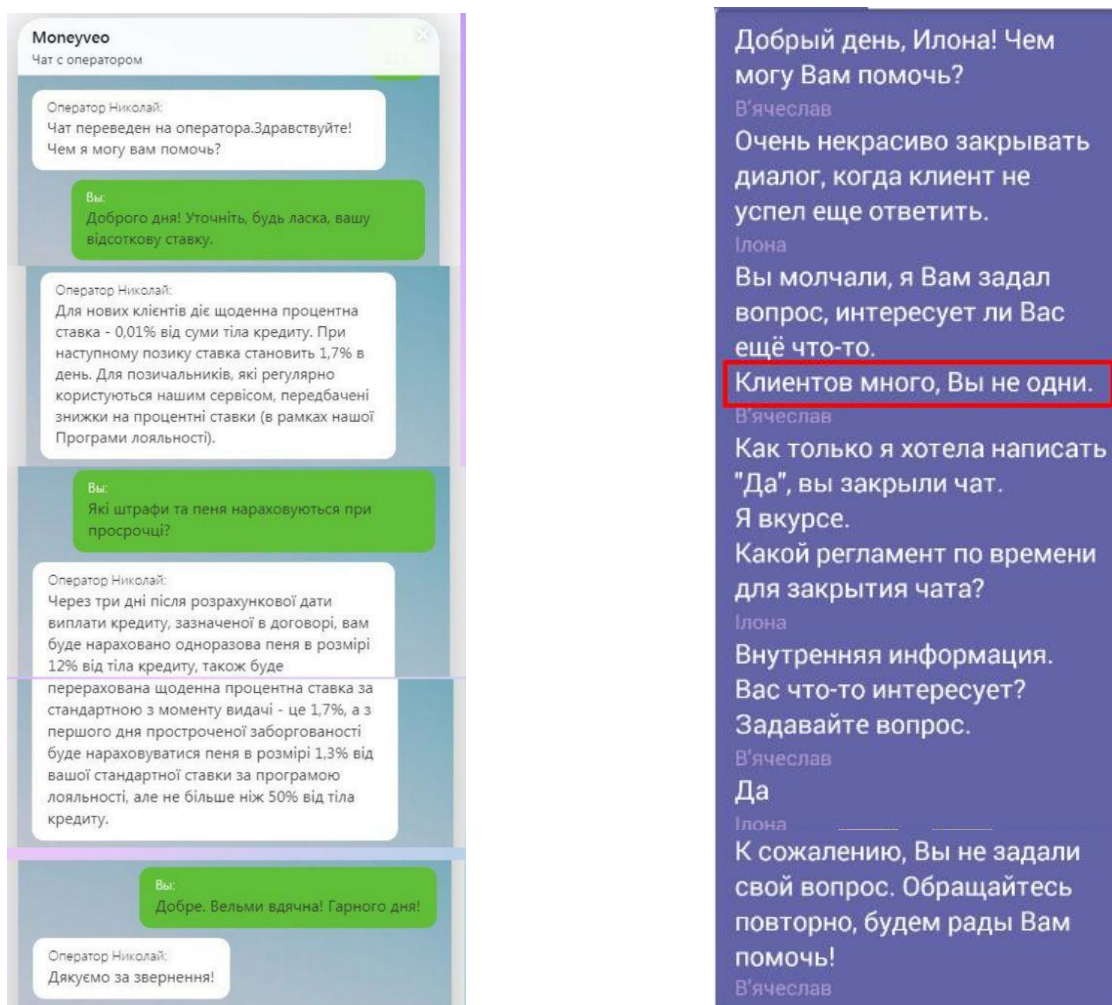 Moneyveo
Чат с оператором
Оператор Николай:
Чат переведен на оператора.Здравствуйте!
Чем я могу вам помочь?
Вы:
Доброго дня! Уточніть, будь ласка, вашу
відсоткову ставку.
Оператор Николай:
Для нових клієнтів діє щоденна процентна
ставка - 0,01% від суми тіла кредиту. При
наступному позику ставка становить 1,7% в
день. Для позичальників, які регулярно
користуються нашим сервісом, передбачені
знижки на процентні ставки (в рамках нашої
Програми лояльності).
Вы:
Які штрафи та пеня нараховуються при
просрочці?
Оператор Николай:
Через три дні після розрахункової дати
виплати кредиту, зазначеної в договорі, вам
буде нараховано одноразова пеня в розмірі
12% від тіла кредиту, також буде
перерахована щоденна процентна ставка за
стандартною з моменту видачі - це 1,7%, а з
першого дня простроченої заборгованості
буде нараховуватися пеня в розмірі 1,3% від
вашої стандартної ставки за програмою
лояльності, але не більше ніж 50% від тіла
кредиту.
Вы:
Добре. Вельми вдячна! Гарного дня!
Оператор Николай:
Дякуємо за звернення!
Добрый день, Илона! Чем
могу Вам помочь?
В'ячеслав
Очень некрасиво закрывать
диалог, когда клиент не
успел еще ответить.
Ілона
Вы молчали, я Вам задал
вопрос, интересует ли Вас
ещё что-то.
Клиентов много, Вы не одни.
В'ячеслав
Как только я хотела написать
"Да", вы закрыли чат.
Я вкурсе.
Какой регламент по времени
для закрытия чата?
Ілона
Внутренняя информация.
Вас что-то интересует?
Задавайте вопрос.
В'ячеслав
Да
Ілона
К сожалению, Вы не задали
свой вопрос. Обращайтесь
повторно, будем рады Вам
помочь!
В'ячеслав